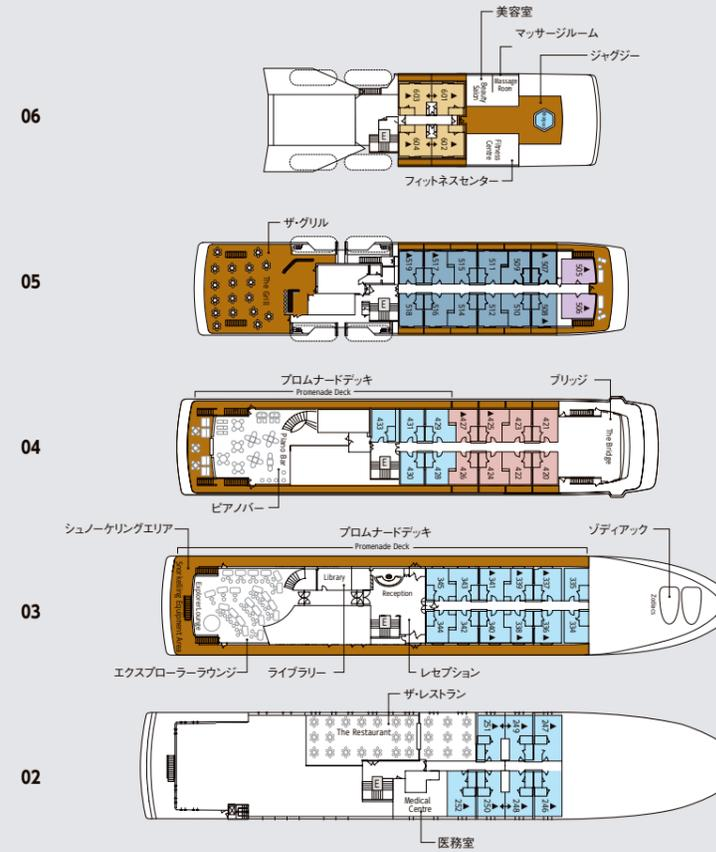 美容室
マッサージルーム
ジャグジー
06
603
601
604
602
E
Beauty
Salon
Massage
Room
Fitness
Centre
フィットネスセンター
ザ・グリル
05
The Grill
E
519
517
515
511
509
507
505
518
516
514
512
510
508
506
プロムナードデッキ
Promenade Deck
ブリッジ
04
Piano Bar
E
433
431
429
427
425
423
421
430
428
426
424
422
420
The Bridge
ピアノバー
シュノーケリングエリア
プロムナードデッキ
Promenade Deck
ゾディアック
03
Snorkelling Equipment Area
Explorer Lounge
Library
Reception
E
345
343
341
339
337
335
344
342
340
338
336
334
Zodiacs
エクスプローラーラウンジ
ライブラリー
レセプション
ザ・レストラン
02
The Restaurant
E
Medical
Centre
251
249
247
252
250
248
246
医務室